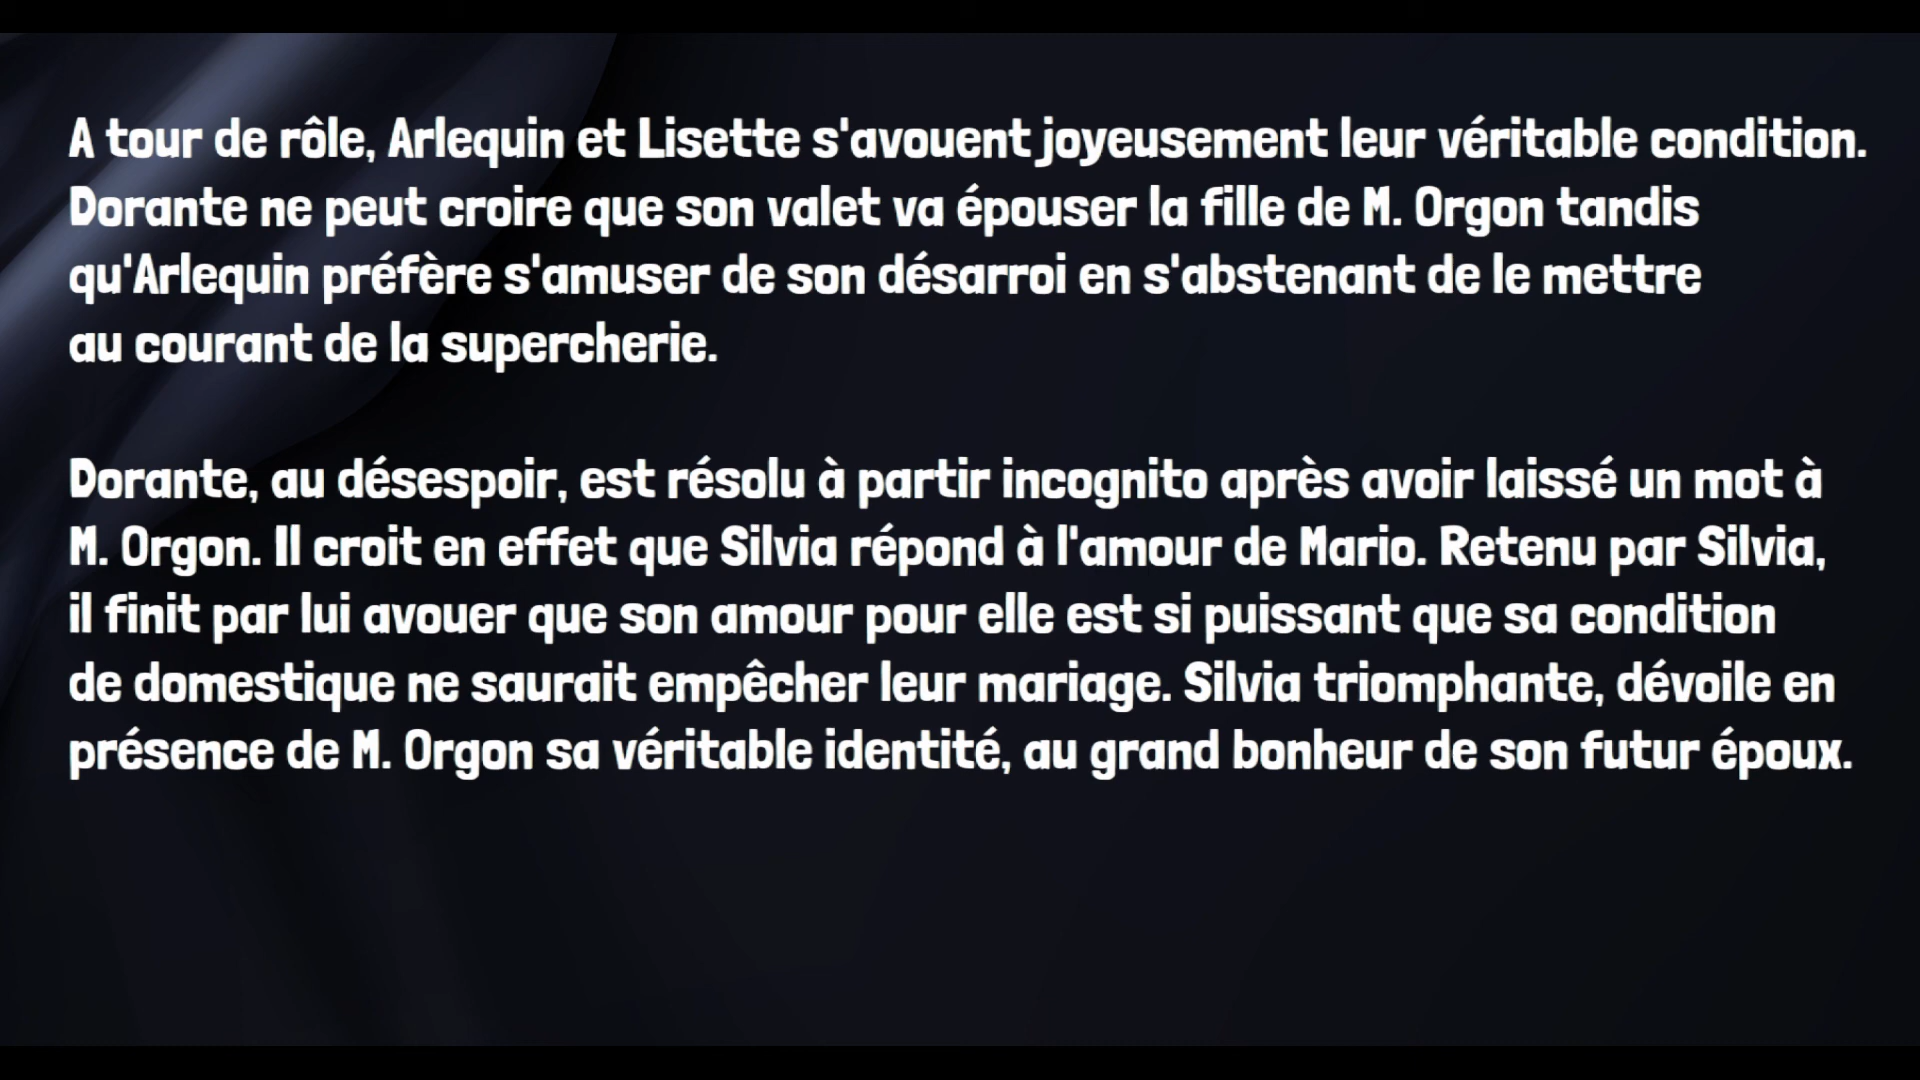 A tour de rôle, Arlequin et Lisette s'avouent joyeusement leur véritable condition.
Dorante ne peut croire que son valet va épouser la fille de M. Orgon tandis
qu'Arlequin préfère s'amuser de son désarroi en s'abstenant de le mettre
au courant de la supercherie.
Dorante, au désespoir, est résolu à partir incognito après avoir laissé un mot à
M. Orgon. Il croit en effet que Silvia répond à l'amour de Mario. Retenu par Silvia,
il finit par lui avouer que son amour pour elle est si puissant que sa condition
de domestique ne saurait empêcher leur mariage. Silvia triomphante, dévoile en
présence de M. Orgon sa véritable identité, au grand bonheur de son futur époux.